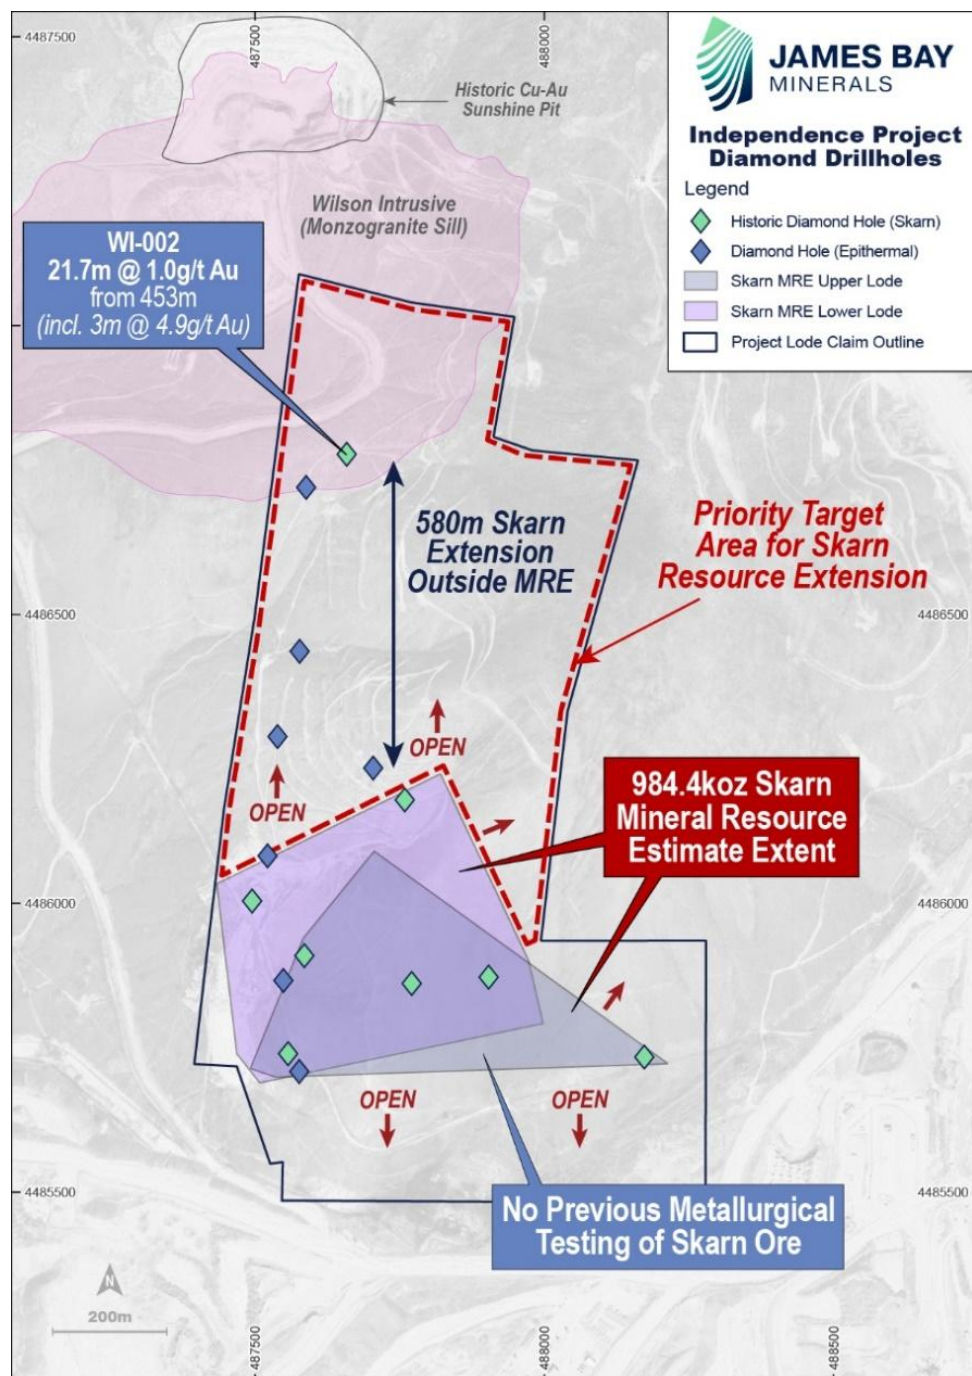 4487500
487500
488000
JAMES BAY
MINERALS
Independence Project
Diamond Drillholes
Legend
Historic Diamond Hole (Skarn)
Diamond Hole (Epithermal)
Skarn MRE Upper Lode
Skarn MRE Lower Lode
Project Lode Claim Outline
Historic Cu-Au
Sunshine Pit
Wilson Intrusive
(Monzogranite Sill)
WI-002
21.7m @ 1.0g/t Au
from 453m
(incl. 3m @ 4.9g/t Au)
580m Skarn
Extension
Outside MRE
Priority Target
Area for Skarn
Resource Extension
4486500
4486500
OPEN
OPEN
984.4koz Skarn
Mineral Resource
Estimate Extent
4486000
4486000
OPEN
OPEN
4485500
4485500
No Previous Metallurgical
Testing of Skarn Ore
N
200m
487500
488000
488500